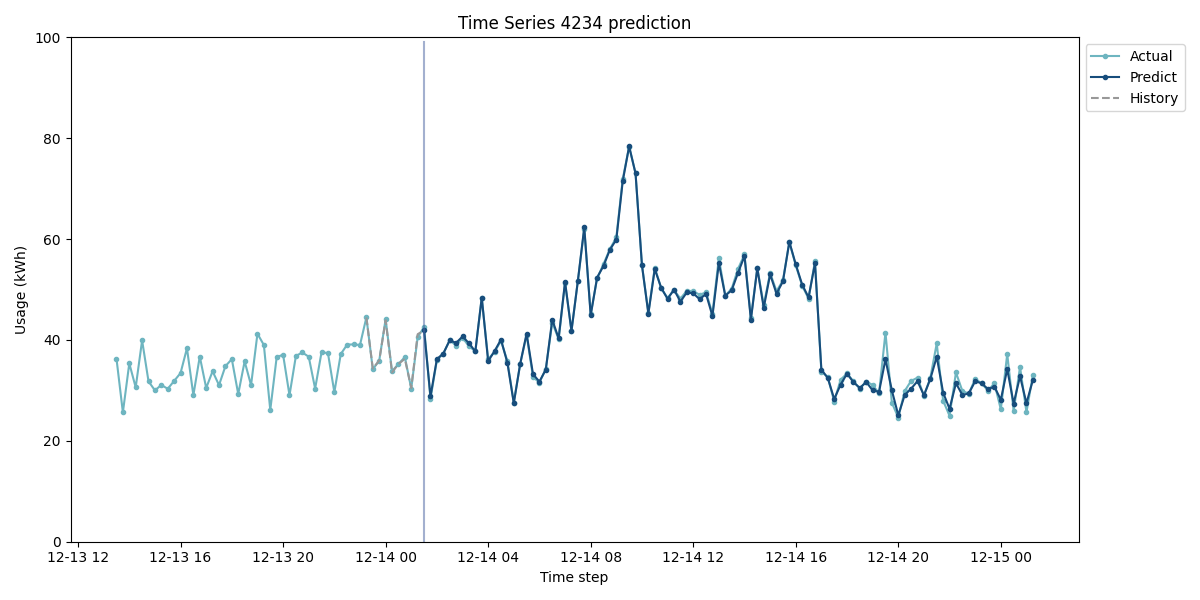 Time Series 4234 prediction
100
80
60
40
20
0
Usage (kWh)
12-13 12
12-13 16
12-13 20
12-14 00
12-14 04
12-14 08
12-14 12
12-14 16
12-14 20
12-15 00
Time step
Actual
Predict
History